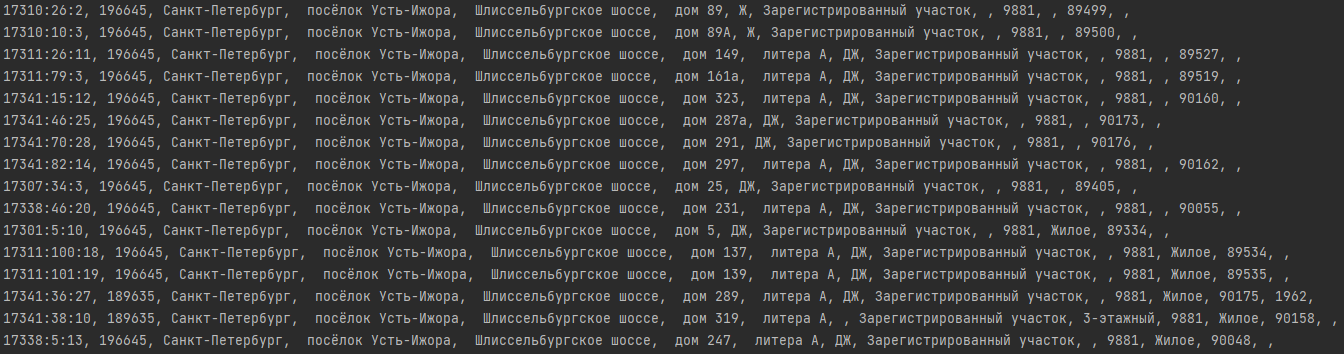 17310:26:2, 196645, Санкт-Петербург,  посёлок Усть-Ижора,  Шлиссельбургское шоссе,  дом 89, Ж, Зарегистрированный участок, , 9881, , 89499, ,
17310:10:3, 196645, Санкт-Петербург,  посёлок Усть-Ижора,  Шлиссельбургское шоссе,  дом 89А, Ж, Зарегистрированный участок, , 9881, , 89500, ,
17311:26:11, 196645, Санкт-Петербург,  посёлок Усть-Ижора,  Шлиссельбургское шоссе,  дом 149,  литера А, ДЖ, Зарегистрированный участок, , 9881, , 89527, ,
17311:79:3, 196645, Санкт-Петербург,  посёлок Усть-Ижора,  Шлиссельбургское шоссе,  дом 161а,  литера А, ДЖ, Зарегистрированный участок, , 9881, , 89519, ,
17341:15:12, 196645, Санкт-Петербург,  посёлок Усть-Ижора,  Шлиссельбургское шоссе,  дом 323,  литера А, ДЖ, Зарегистрированный участок, , 9881, , 90160, ,
17341:46:25, 196645, Санкт-Петербург,  посёлок Усть-Ижора,  Шлиссельбургское шоссе,  дом 287а, ДЖ, Зарегистрированный участок, , 9881, , 90173, ,
17341:70:28, 196645, Санкт-Петербург,  посёлок Усть-Ижора,  Шлиссельбургское шоссе,  дом 291, ДЖ, Зарегистрированный участок, , 9881, , 90176, ,
17341:82:14, 196645, Санкт-Петербург,  посёлок Усть-Ижора,  Шлиссельбургское шоссе,  дом 297,  литера А, ДЖ, Зарегистрированный участок, , 9881, , 90162, ,
17307:34:3, 196645, Санкт-Петербург,  посёлок Усть-Ижора,  Шлиссельбургское шоссе,  дом 25, ДЖ, Зарегистрированный участок, , 9881, , 89405, ,
17338:46:20, 196645, Санкт-Петербург,  посёлок Усть-Ижора,  Шлиссельбургское шоссе,  дом 231,  литера А, ДЖ, Зарегистрированный участок, , 9881, , 90055, ,
17301:5:10, 196645, Санкт-Петербург,  посёлок Усть-Ижора,  Шлиссельбургское шоссе,  дом 5, ДЖ, Зарегистрированный участок, , 9881, Жилое, 89334, ,
17311:100:18, 196645, Санкт-Петербург,  посёлок Усть-Ижора,  Шлиссельбургское шоссе,  дом 137,  литера А, ДЖ, Зарегистрированный участок, , 9881, Жилое, 89534, ,
17311:101:19, 196645, Санкт-Петербург,  посёлок Усть-Ижора,  Шлиссельбургское шоссе,  дом 139,  литера А, ДЖ, Зарегистрированный участок, , 9881, Жилое, 89535, ,
17341:36:27, 189635, Санкт-Петербург,  посёлок Усть-Ижора,  Шлиссельбургское шоссе,  дом 289,  литера А, ДЖ, Зарегистрированный участок, , 9881, Жилое, 90175, 1962,
17341:38:10, 189635, Санкт-Петербург,  посёлок Усть-Ижора,  Шлиссельбургское шоссе,  дом 319,  литера А, , Зарегистрированный участок, 3-этажный, 9881, Жилое, 90158, ,
17338:5:13, 196645, Санкт-Петербург,  посёлок Усть-Ижора,  Шлиссельбургское шоссе,  дом 247,  литера А, ДЖ, Зарегистрированный участок, , 9881, Жилое, 90048, ,